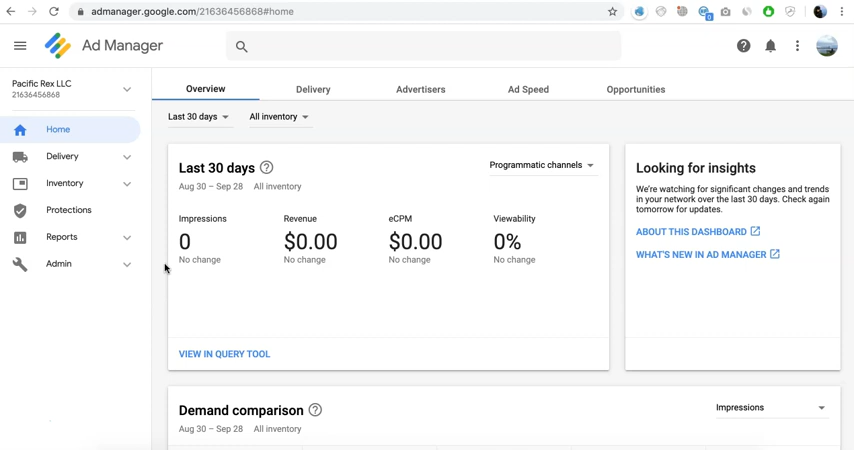 admanager.google.com/21636456868#home
Ad Manager
Pacific Rex LLC
21636456868
Home
Delivery
Inventory
Protections
Reports
Admin
Overview
Delivery
Advertisers
Ad Speed
Opportunities
Last 30 days
All inventory
Last 30 days
Programmatic channels
Aug 30 – Sep 28 All inventory
Impressions
Revenue
eCPM
Viewability
0
$0.00
$0.00
0%
No change
No change
No change
No change
VIEW IN QUERY TOOL
Looking for insights
We're watching for significant changes and trends
in your network over the last 30 days. Check again
tomorrow for updates.
ABOUT THIS DASHBOARD
WHAT'S NEW IN AD MANAGER
Demand comparison
Impressions
Aug 30 – Sep 28 All inventory